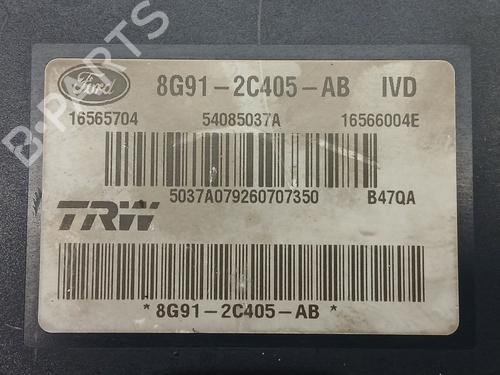 Ford 8G91-2C405-AB IVD
16565704 54085037A 16566004E
5037A079260707350 B47QA
TRW
*8G91-2C405-AB*
B-PARTS